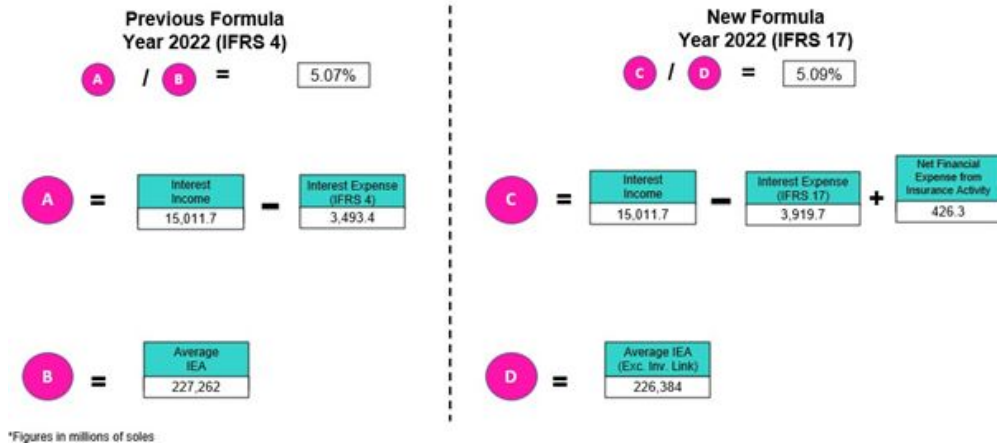 Previous Formula
Year 2022 (IFRS 4)
A / B = 5.07%
A = Interest Income 15,011.7 - Interest Expense (IFRS 4) 3,493.4
B = Average IEA 227,262
New Formula
Year 2022 (IFRS 17)
C / D = 5.09%
C = Interest Income 15,011.7 - Interest Expense (IFRS 17) 3,919.7 + Net Financial Expense from Insurance Activity 426.3
D = Average IEA (Exc. Inv. Link) 226,384
*Figures in millions of soles